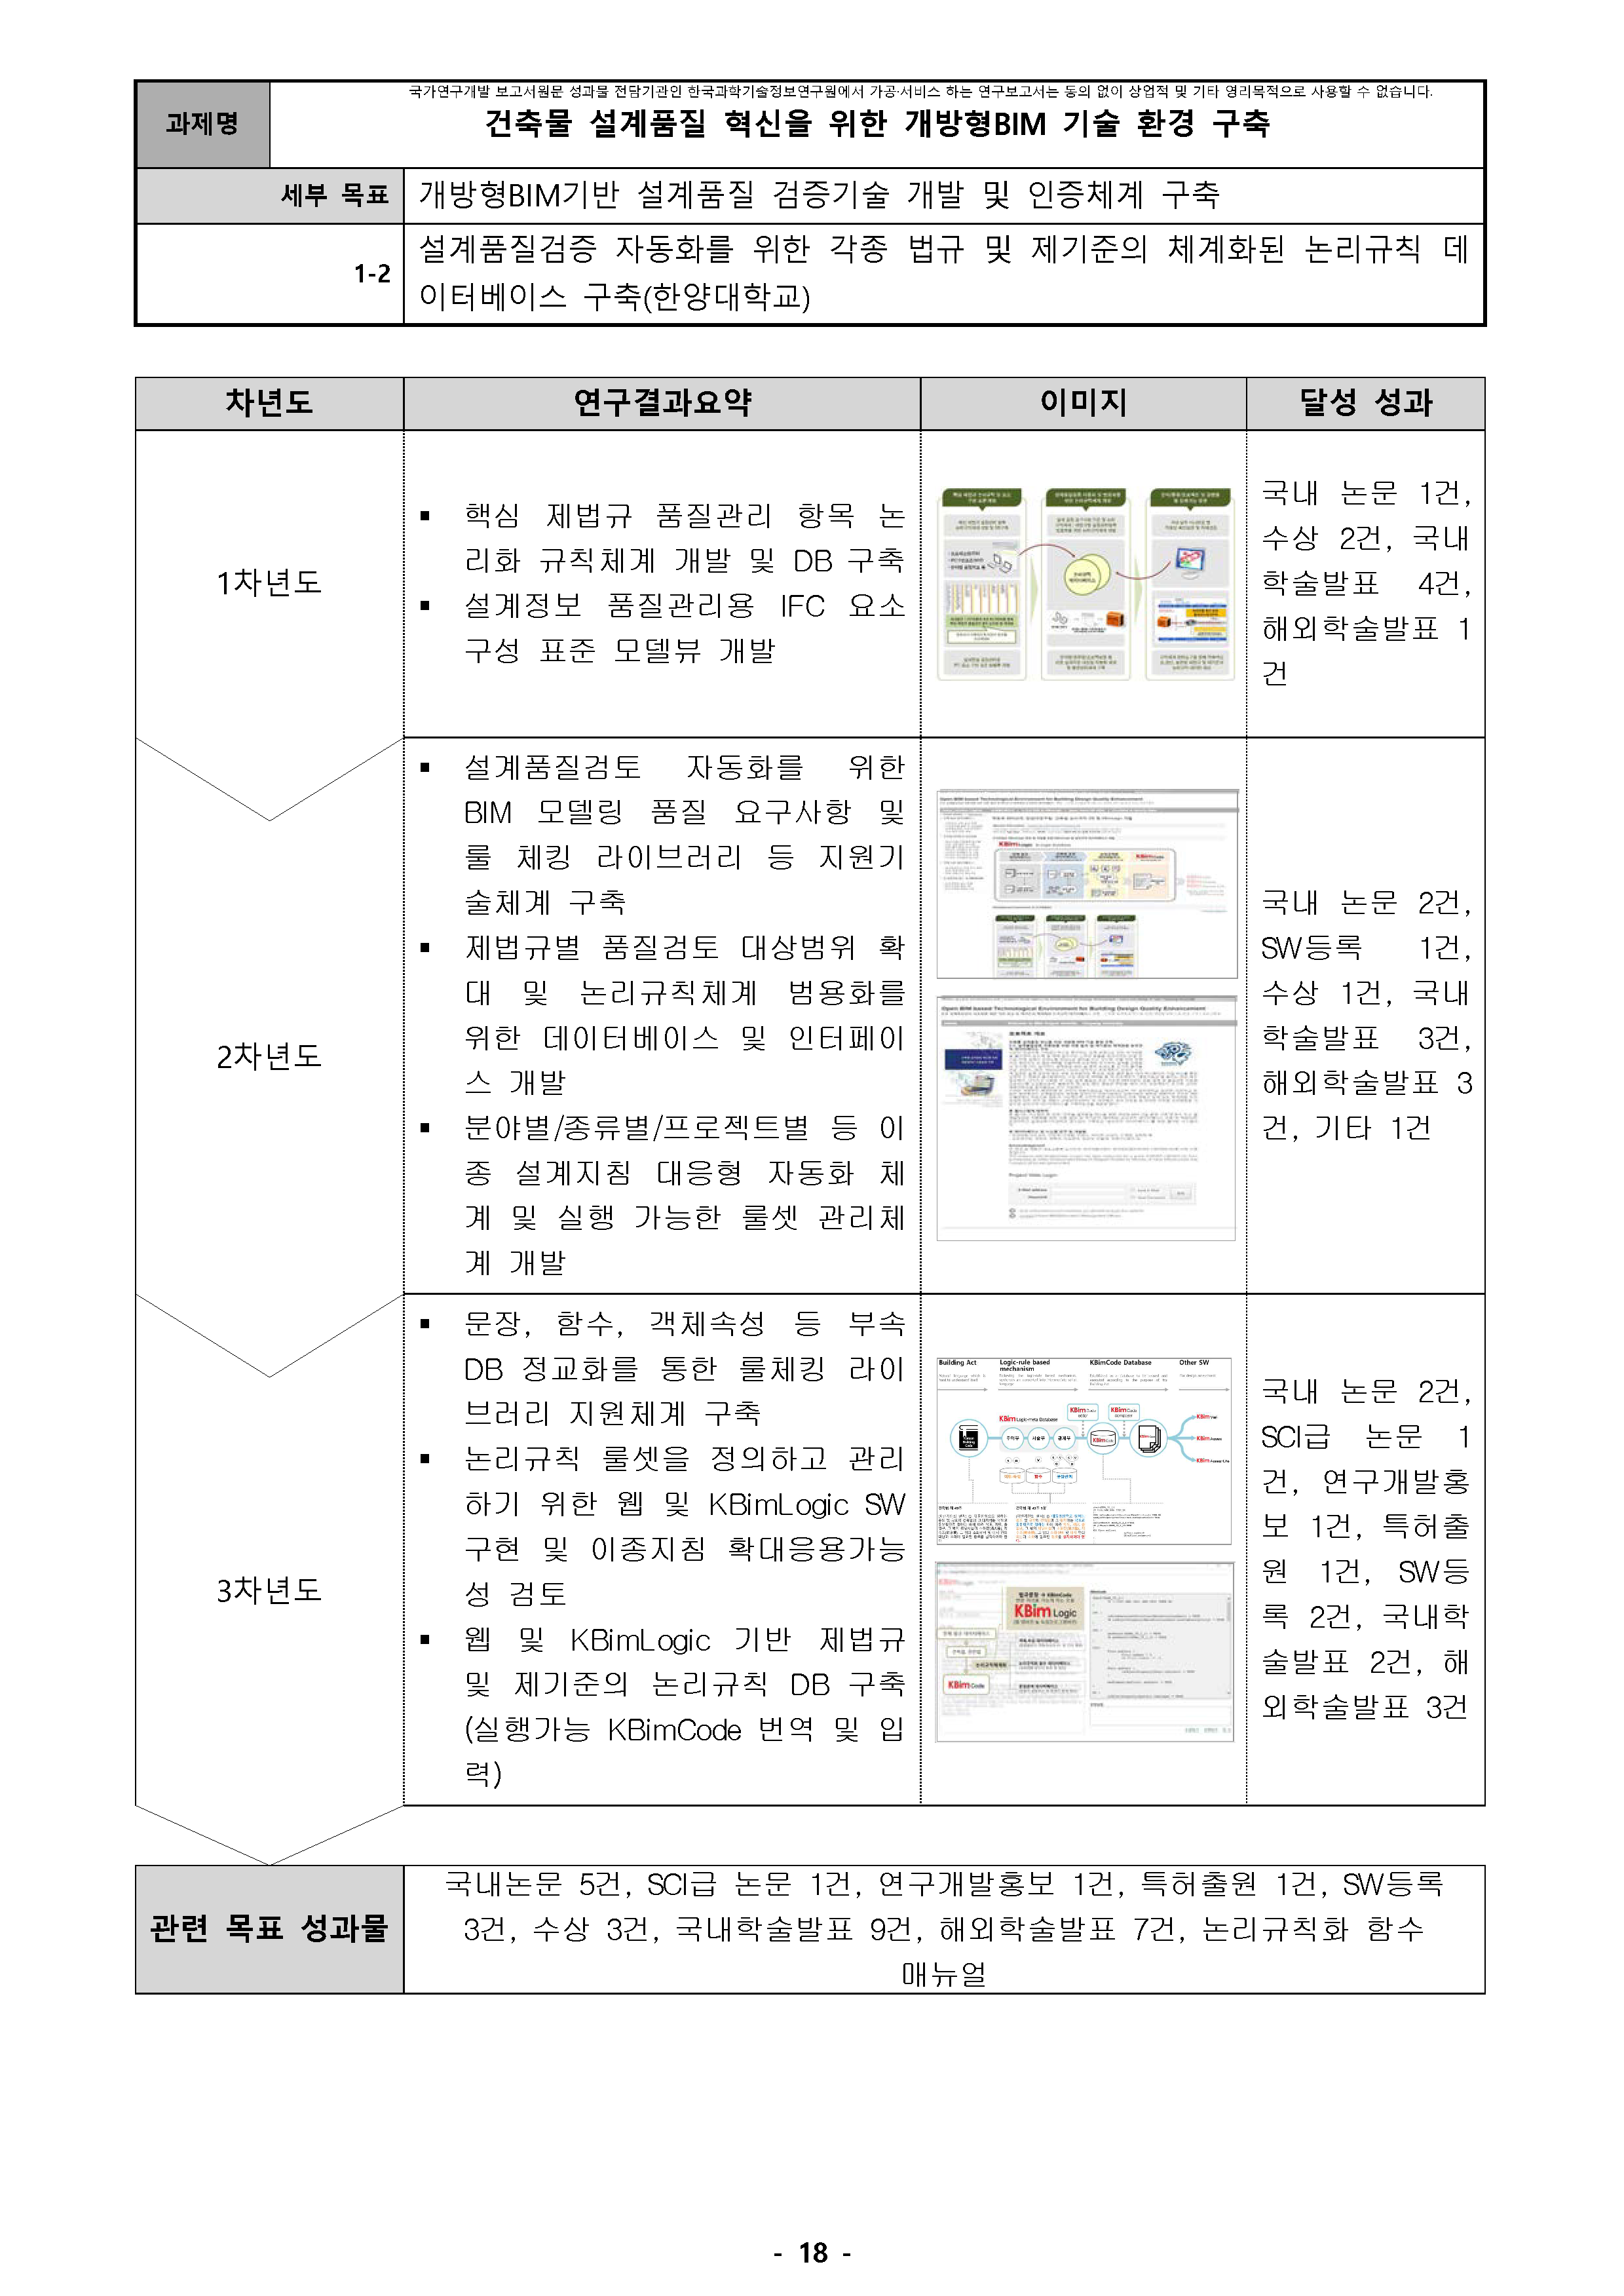 국가연구개발 보고서원문 성과물 전담기관인 한국과학기술정보연구원에서 가공·서비스 하는 연구보고서는 동의 없이 상업적 및 기타 영리목적으로 사용할 수 없습니다.
과제명
건축물 설계품질 혁신을 위한 개방형BIM 기술 환경 구축
세부 목표
개방형BIM기반 설계품질 검증기술 개발 및 인증체계 구축
1-2
설계품질검증 자동화를 위한 각종 법규 및 제기준의 체계화된 논리규칙 데
이터베이스 구축(한양대학교)
차년도
연구결과요약
이미지
달성 성과
1차년도
▪ 핵심 제법규 품질관리 항목 논
리화 규칙체계 개발 및 DB 구축
▪ 설계정보 품질관리용 IFC 요소
구성 표준 모델뷰 개발
국내 논문 1건,
수상 2건, 국내
학술발표 4건,
해외학술발표 1
건
2차년도
▪ 설계품질검토 자동화를 위한
BIM 모델링 품질 요구사항 및
룰 체킹 라이브러리 등 지원기
술체계 구축
▪ 제법규별 품질검토 대상범위 확
대 및 논리규칙체계 범용화를
위한 데이터베이스 및 인터페이
스 개발
▪ 분야별/종류별/프로젝트별 등 이
종 설계지침 대응형 자동화 체
계 및 실행 가능한 룰셋 관리체
계 개발
Open BIM based Technological Environment for Building Design Quality Enhancement
KBimLogic
Open BIM based Technological Environment for Building Design Quality Enhancement
프로젝트 개요
Project Web Login
국내 논문 2건,
SW등록 1건,
수상 1건, 국내
학술발표 3건,
해외학술발표 3
건, 기타 1건
3차년도
▪ 문장, 함수, 객체속성 등 부속
DB 정교화를 통한 룰체킹 라이
브러리 지원체계 구축
▪ 논리규칙 룰셋을 정의하고 관리
하기 위한 웹 및 KBimLogic SW
구현 및 이종지침 확대응용가능
성 검토
▪ 웹 및 KBimLogic 기반 제법규
및 제기준의 논리규칙 DB 구축
(실행가능 KBimCode 번역 및 입
력)
Building Act
Logic-rule based
mechanism
KBimCode Database
Other SW
KBim Logic-meta Database
KBim Logic
KBim Code
국내 논문 2건,
SCI급 논문 1
건, 연구개발홍
보 1건, 특허출
원 1건, SW등
록 2건, 국내학
술발표 2건, 해
외학술발표 3건
관련 목표 성과물
국내논문 5건, SCI급 논문 1건, 연구개발홍보 1건, 특허출원 1건, SW등록
3건, 수상 3건, 국내학술발표 9건, 해외학술발표 7건, 논리규칙화 함수
매뉴얼
- 18 -